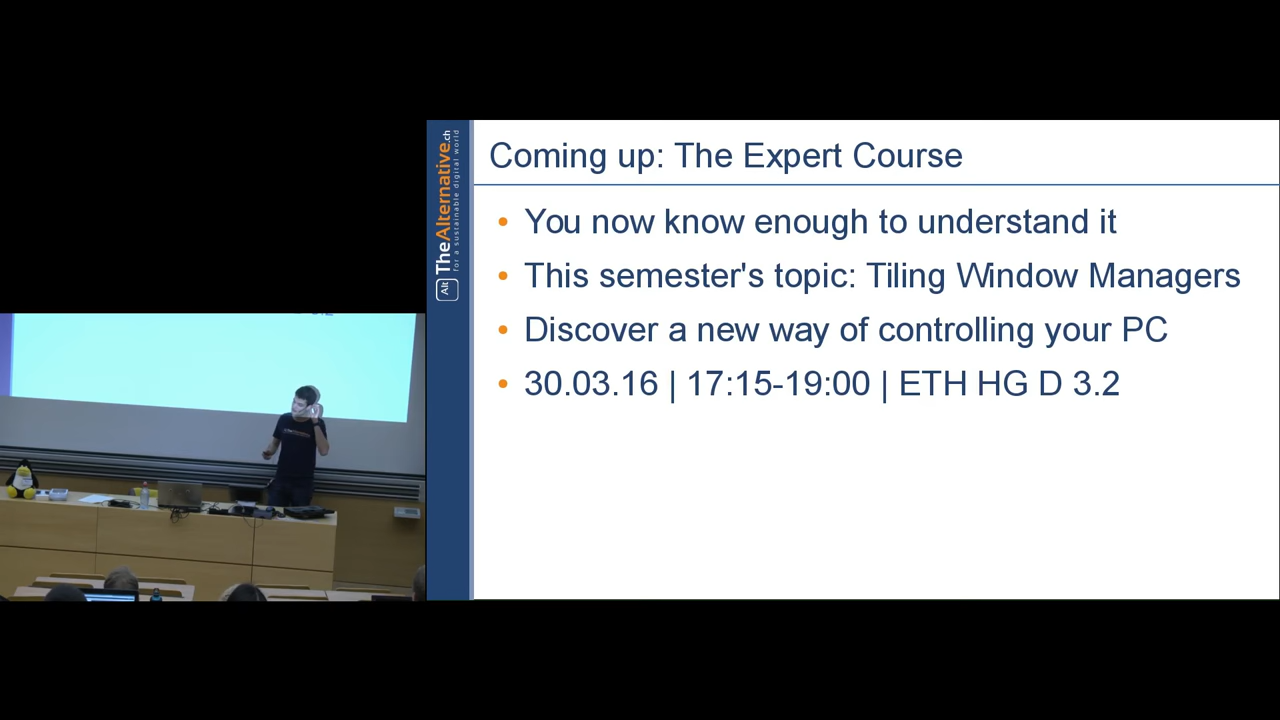 Coming up: The Expert Course
You now know enough to understand it
This semester's topic: Tiling Window Managers
Discover a new way of controlling your PC
30.03.16 | 17:15-19:00 | ETH HG D 3.2
Alt TheAlternative.ch
for a sustainable digital world